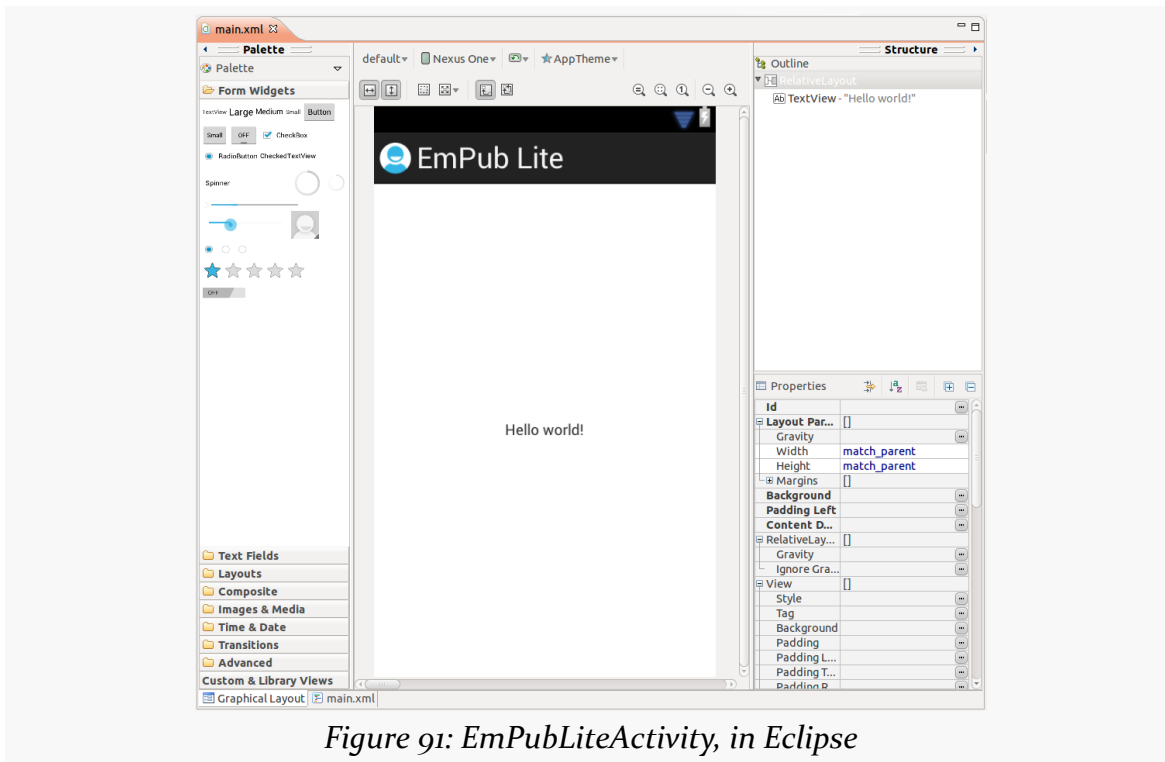 main.xml
Palette
Palette
Form Widgets
TextView Large Medium Small Button
Small OFF CheckBox
RadioButton CheckedTextView
Spinner
OFF
Text Fields
Layouts
Composite
Images & Media
Time & Date
Transitions
Advanced
Custom & Library Views
Graphical Layout main.xml
default Nexus One AppTheme
EmPub Lite
Hello world!
Structure
Outline
RelativeLayout
Ab TextView - "Hello world!"
Properties
Id
Layout Par... []
Gravity
Width match_parent
Height match_parent
Margins []
Background
Padding Left
Content D...
RelativeLay... []
Gravity
Ignore Gra...
View []
Style
Tag
Background
Padding
Padding L...
Padding T...
Padding R
Figure 91: EmPubLiteActivity, in Eclipse